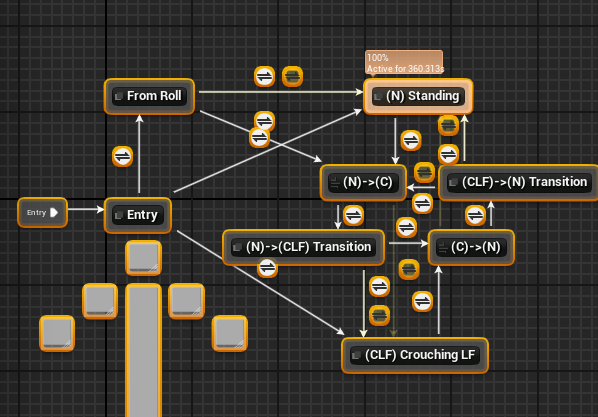 100%
Active for 360.313s
From Roll
(N) Standing
(N)->(C)
(CLF)->(N) Transition
Entry
Entry
(N)->(CLF) Transition
(C)->(N)
(CLF) Crouching LF